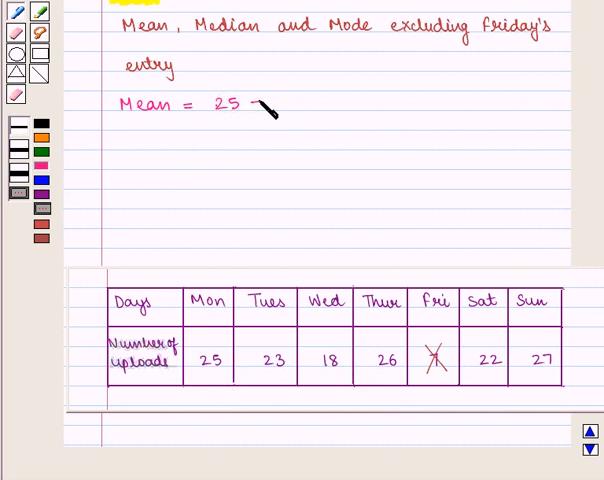 Mean, Median and Mode excluding Friday's
entry
Mean = 25
Days Mon Tues Wed Thur Fri Sat Sun
Number of
uploads 25 23 18 26 22 27